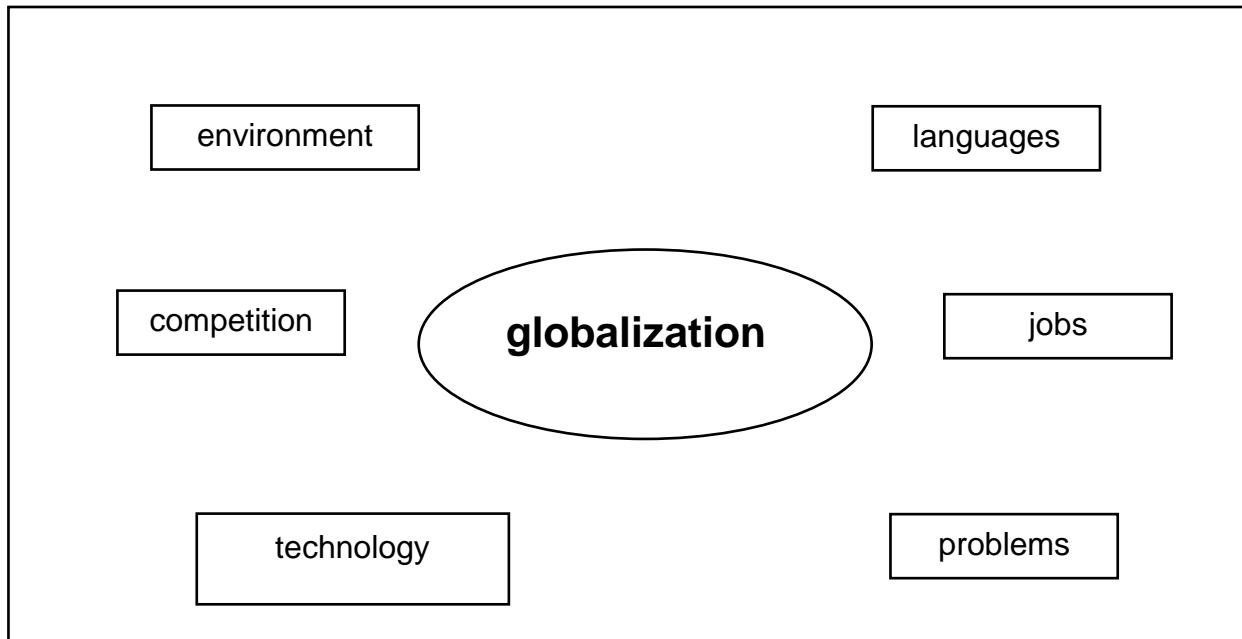 environment
languages
competition
globalization
jobs
technology
problems